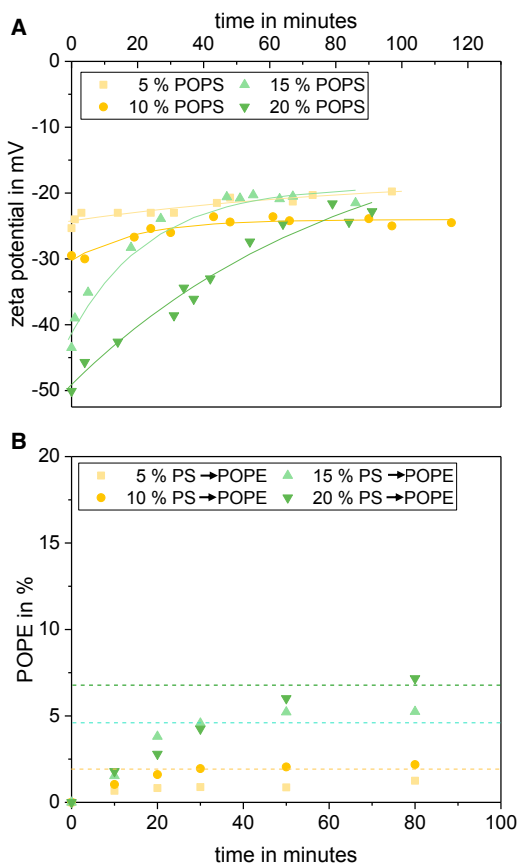 A
time in minutes
0 20 40 60 80 100 120
0
-10
-20
-30
-40
-50
zeta potential in mV
5 % POPS 15 % POPS
10 % POPS 20 % POPS
B
20
15
10
5
0
POPE in %
5 % PS→POPE 15 % PS→POPE
10 % PS→POPE 20 % PS→POPE
0 20 40 60 80 100
time in minutes